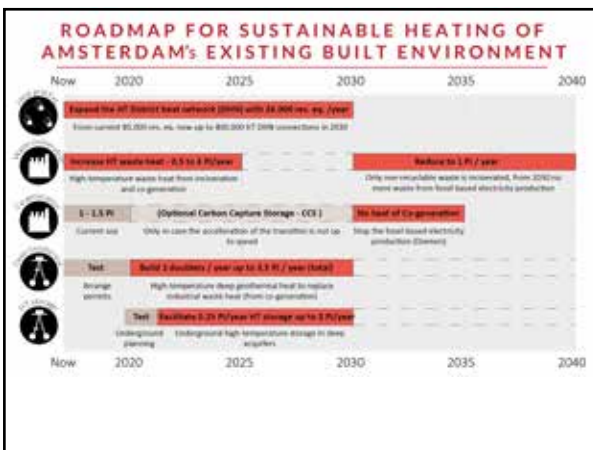 ROADMAP FOR SUSTAINABLE HEATING OF
AMSTERDAM's EXISTING BUILT ENVIRONMENT
Now 2020 2025 2030 2035 2040
Expand the HT District heat network (DHN) with res. eq. /year
From current res. eq. now up to HT DHN connections in 2030
Increase HT waste heat - 0.5 to PJ/year Reduce to 1 PJ / year
High temperature waste heat from incineration
and co-generation
Only non-recyclable waste is incinerated, from 2030 no
more waste from fossil based electricity production
1 - 1.5 PJ (Optional Carbon Capture Storage - CCS ) No heat of Co-generation
Current use
Only in case the acceleration of the transition is not up
to speed
Stop the fossil based electricity
production (Diemen)
Test Build 2 doublets / year up to 3.5 PJ / year (total)
Arrange
permits
High temperature deep geothermal heat to replace
industrial waste heat (from co-generation)
Test Facilitate 0.25 PJ/year HT storage up to PJ/year
Underground
planning
Underground high temperature storage in deep
aquifers
Now 2020 2025 2030 2035 2040